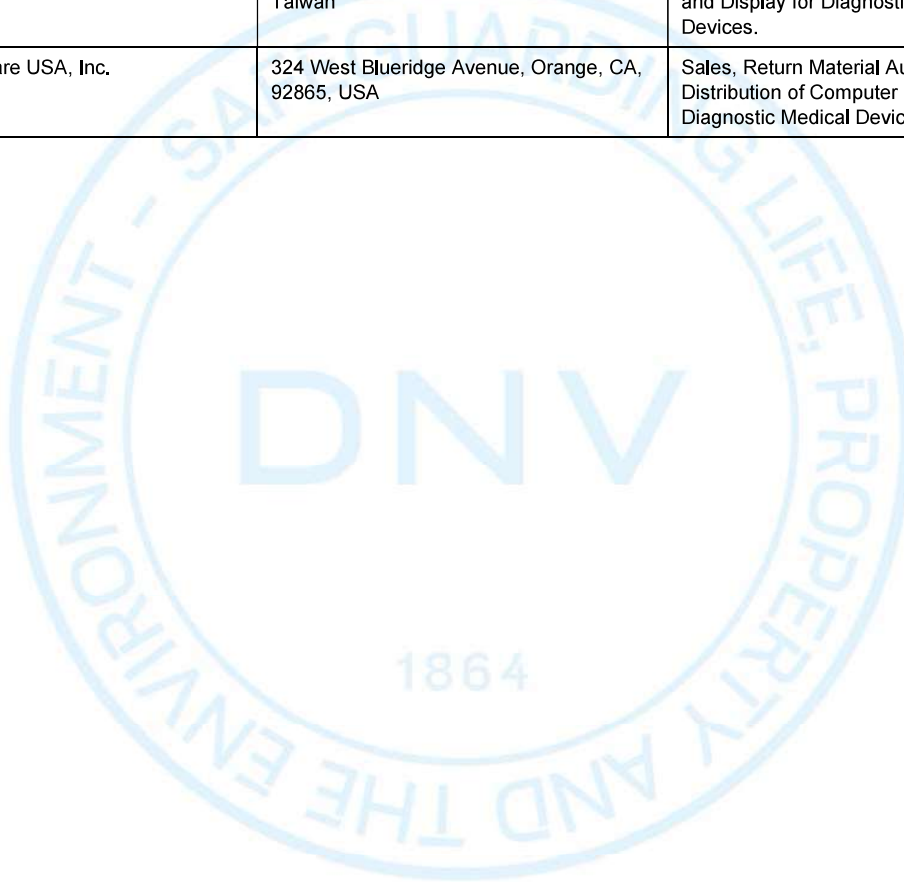 Taiwan
and Display for Diagnosti
Devices.
are USA, Inc.
324 West Blueridge Avenue, Orange, CA,
92865, USA
Sales, Return Material Au
Distribution of Computer
Diagnostic Medical Devic
SAFEGUARDING LIFE, PROPERTY AND THE ENVIRONMENT -
DNV
1864